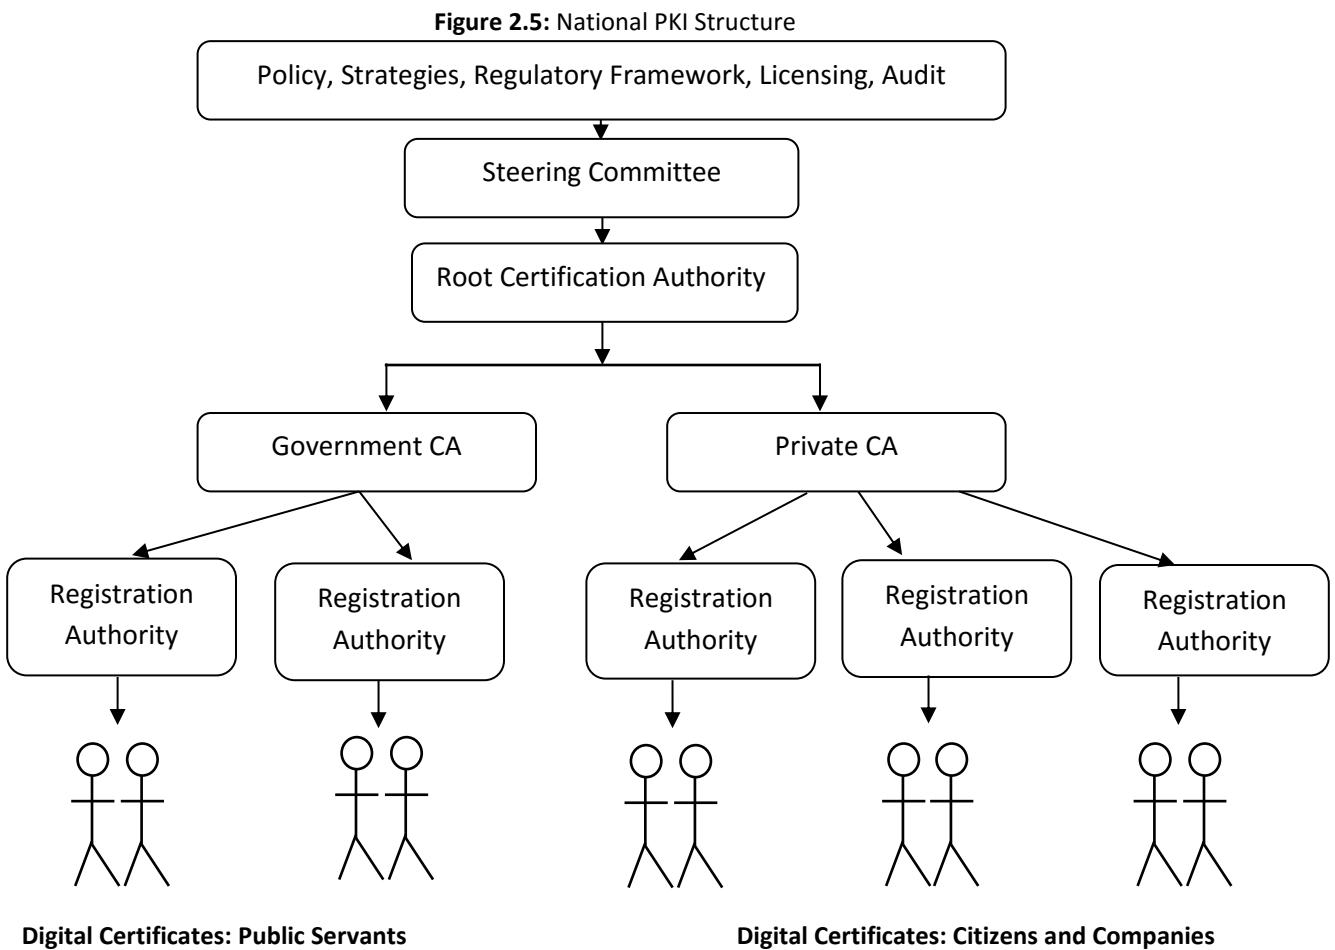 Figure 2.5: National PKI Structure
Policy, Strategies, Regulatory Framework, Licensing, Audit
Steering Committee
Root Certification Authority
Government CA
Private CA
Registration
Authority
Registration
Authority
Registration
Authority
Registration
Authority
Registration
Authority
Digital Certificates: Public Servants
Digital Certificates: Citizens and Companies